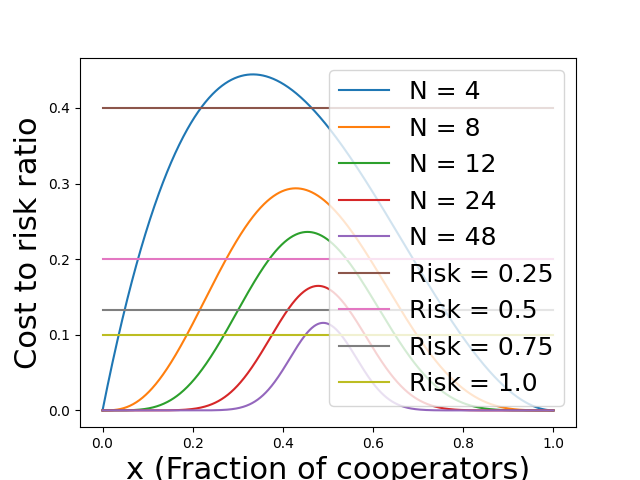 Cost to risk ratio
0.4
0.3
0.2
0.1
0.0
N = 4
N = 8
N = 12
N = 24
N = 48
Risk = 0.25
Risk = 0.5
Risk = 0.75
Risk = 1.0
0.0 0.2 0.4 0.6 0.8 1.0
x (Fraction of cooperators)